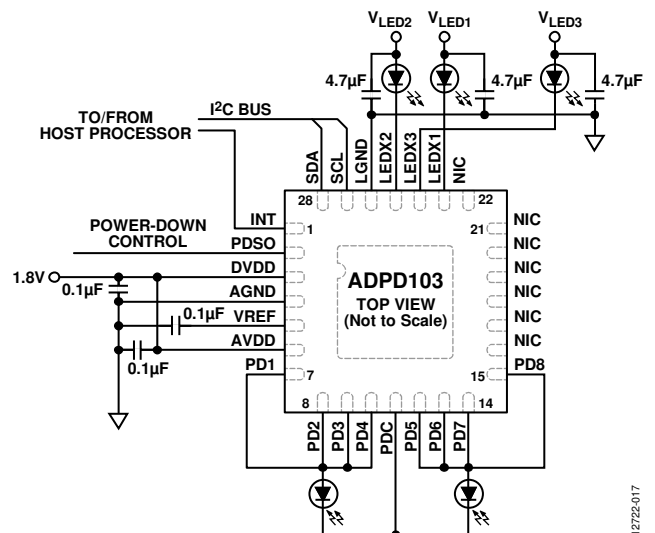 V_LED2 V_LED1 V_LED3
4.7µF 4.7µF 4.7µF
I²C BUS
TO/FROM
HOST PROCESSOR
SDA SCL LGND LEDX2 LEDX3 LEDX1 NIC
28 22
INT 1 21 NIC
POWER-DOWN
CONTROL
PDSO NIC
1.8V DVDD NIC
0.1µF AGND NIC
0.1µF VREF NIC
AVDD NIC
0.1µF
PD1 7 15 PD8
ADPD103
TOP VIEW
(Not to Scale)
8 14
PD2 PD3 PD4 PDC PD5 PD6 PD7
12722-017